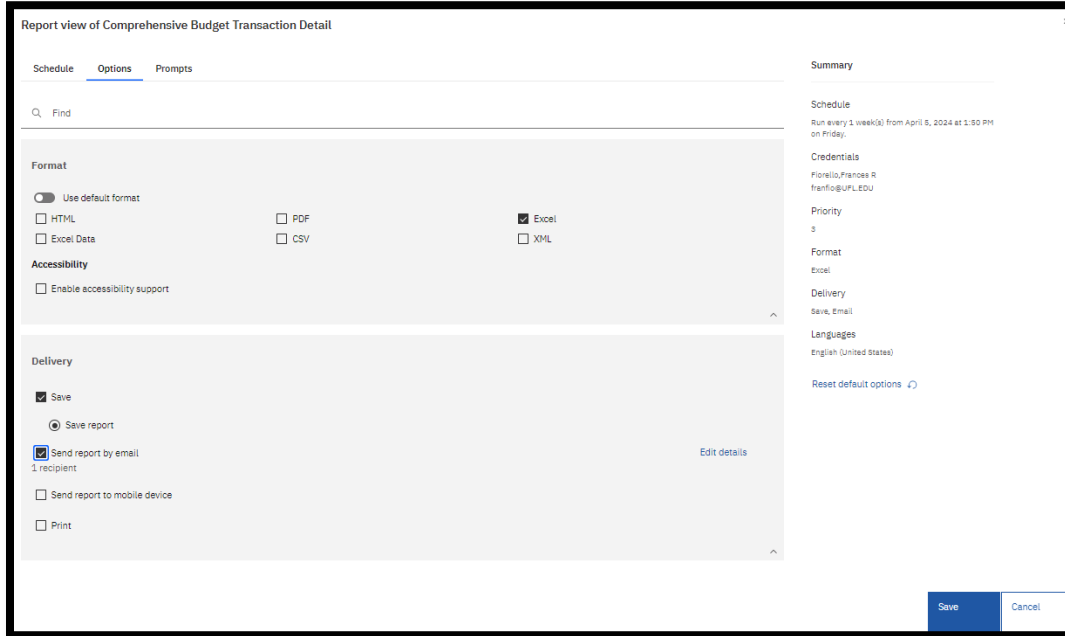 Report view of Comprehensive Budget Transaction Detail
Schedule Options Prompts
Find
Format
Use default format
HTML PDF Excel
Excel Data CSV XML
Accessibility
Enable accessibility support
Delivery
Save
Save report
Send report by email Edit details
1 recipient
Send report to mobile device
Print
Summary
Schedule
Run every 1 week(s) from April 5, 2024 at 1:50 PM
on Friday.
Credentials
Fiorello,Frances R
franfio@UFL.EDU
Priority
3
Format
Excel
Delivery
Save, Email
Languages
English (United States)
Reset default options
Save Cancel